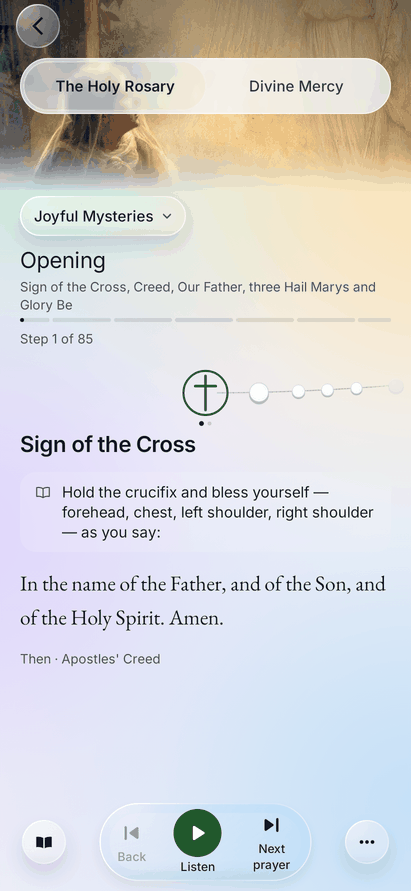 The Holy Rosary
Divine Mercy
Joyful Mysteries
Opening
Sign of the Cross, Creed, Our Father, three Hail Marys and
Glory Be
Step 1 of 85
Sign of the Cross
Hold the crucifix and bless yourself —
forehead, chest, left shoulder, right shoulder
— as you say:
In the name of the Father, and of the Son, and
of the Holy Spirit. Amen.
Then · Apostles' Creed
Back
Listen
Next
prayer